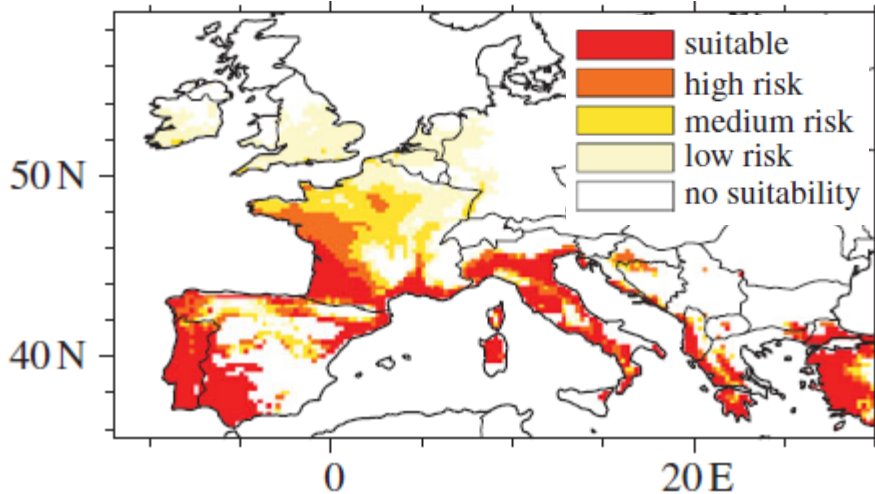 suitable
high risk
medium risk
low risk
no suitability
50 N
40 N
0
20 E